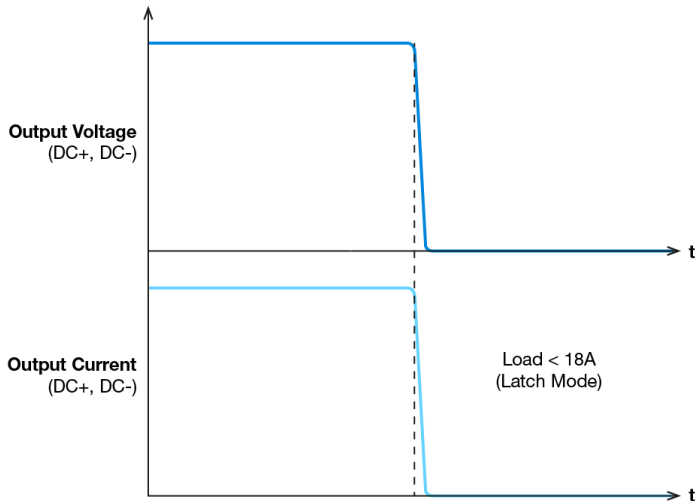 Output Voltage
(DC+, DC-)
t
Output Current
(DC+, DC-)
Load < 18A
(Latch Mode)
t